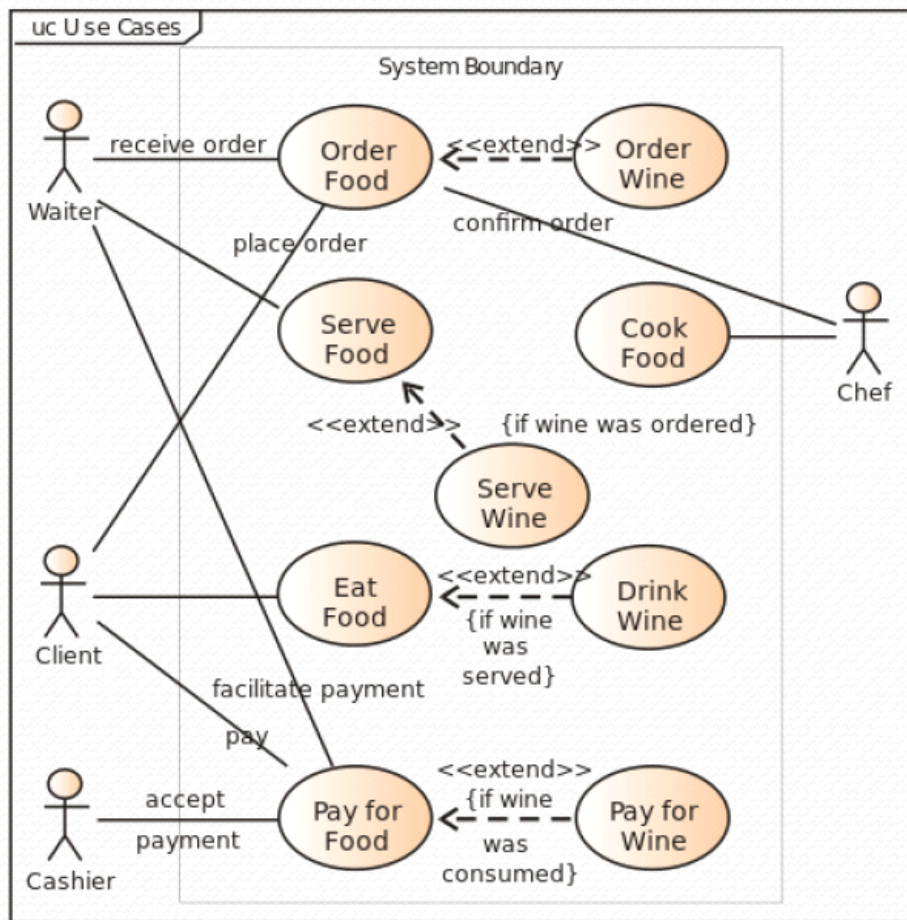 uc Use Cases
System Boundary
receive order
Order
Food
<<extend>>
Order
Wine
Waiter
place order
confirm order
Serve
Food
Cook
Food
Chef
<<extend>>
{if wine was ordered}
Serve
Wine
Client
Eat
Food
<<extend>>
{if wine
was
served}
Drink
Wine
facilitate payment
pay
Cashier
accept
payment
Pay for
Food
<<extend>>
{if wine
was
consumed}
Pay for
Wine